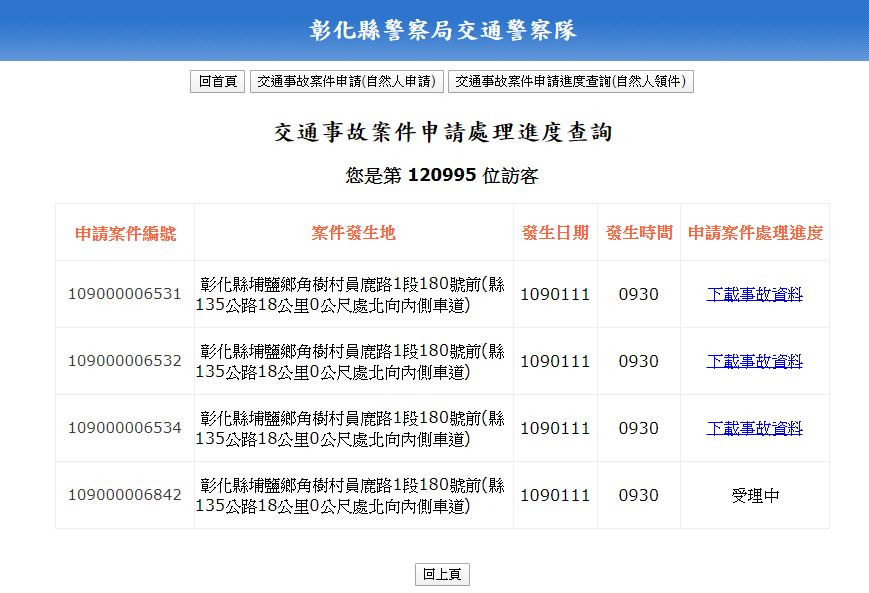 彰化縣警察局交通警察隊
回首頁 交通事故案件申請(自然人申請) 交通事故案件申請進度查詢(自然人領件)
交通事故案件申請處理進度查詢
您是第 120995 位訪客
申請案件編號 案件發生地 發生日期 發生時間 申請案件處理進度
109000006531 彰化縣埔鹽鄉角樹村員鹿路1段180號前(縣 1090111 0930 下載事故資料
135公路18公里0公尺處北向內側車道)
109000006532 彰化縣埔鹽鄉角樹村員鹿路1段180號前(縣 1090111 0930 下載事故資料
135公路18公里0公尺處北向內側車道)
109000006534 彰化縣埔鹽鄉角樹村員鹿路1段180號前(縣 1090111 0930 下載事故資料
135公路18公里0公尺處北向內側車道)
109000006842 彰化縣埔鹽鄉角樹村員鹿路1段180號前(縣 1090111 0930 受理中
135公路18公里0公尺處北向內側車道)
回上頁